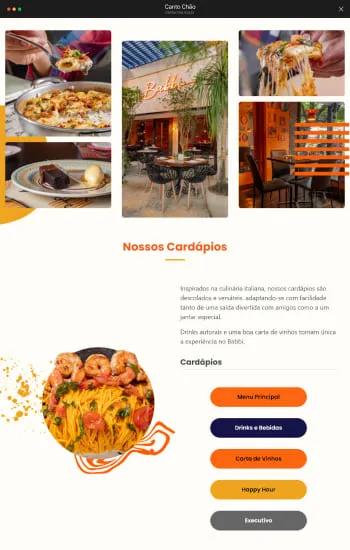 Canto Chão
Babbi
Nossos Cardápios
Inspirados na culinária italiana, nossos cardápios são
descolados e versáteis, adaptando-se com facilidade
tanto de uma saída divertida com amigos como a um
jantar especial.
Drinks autorais e uma boa carta de vinhos tornam única
a experiência no Babbi.
Cardápios
Menu Principal
Drinks e Bebidas
Carta de Vinhos
Happy Hour
Executivo